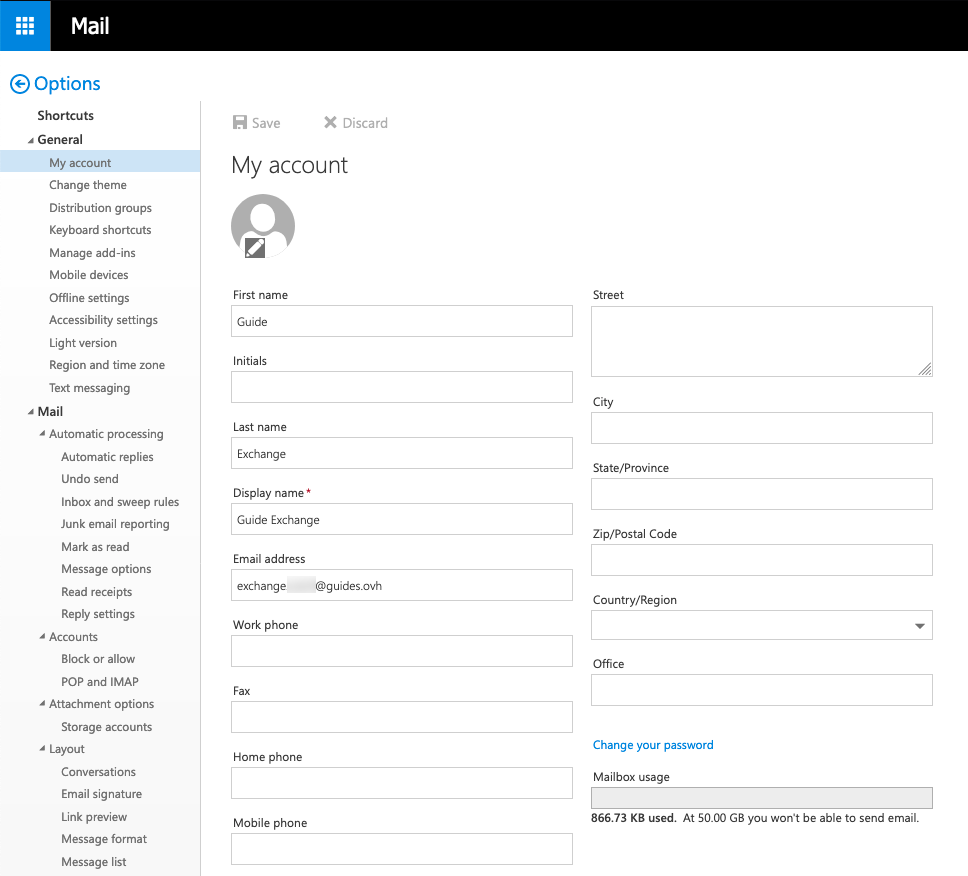 Mail
Options
Shortcuts
General
My account
Change theme
Distribution groups
Keyboard shortcuts
Manage add-ins
Mobile devices
Offline settings
Accessibility settings
Light version
Region and time zone
Text messaging
Mail
Automatic processing
Automatic replies
Undo send
Inbox and sweep rules
Junk email reporting
Mark as read
Message options
Read receipts
Reply settings
Accounts
Block or allow
POP and IMAP
Attachment options
Storage accounts
Layout
Conversations
Email signature
Link preview
Message format
Message list
Save Discard
My account
First name
Guide
Initials
Last name
Exchange
Display name*
Guide Exchange
Email address
exchange @guides.ovh
Work phone
Fax
Home phone
Mobile phone
Street
City
State/Province
Zip/Postal Code
Country/Region
Office
Change your password
Mailbox usage
866.73 KB used. At 50.00 GB you won't be able to send email.